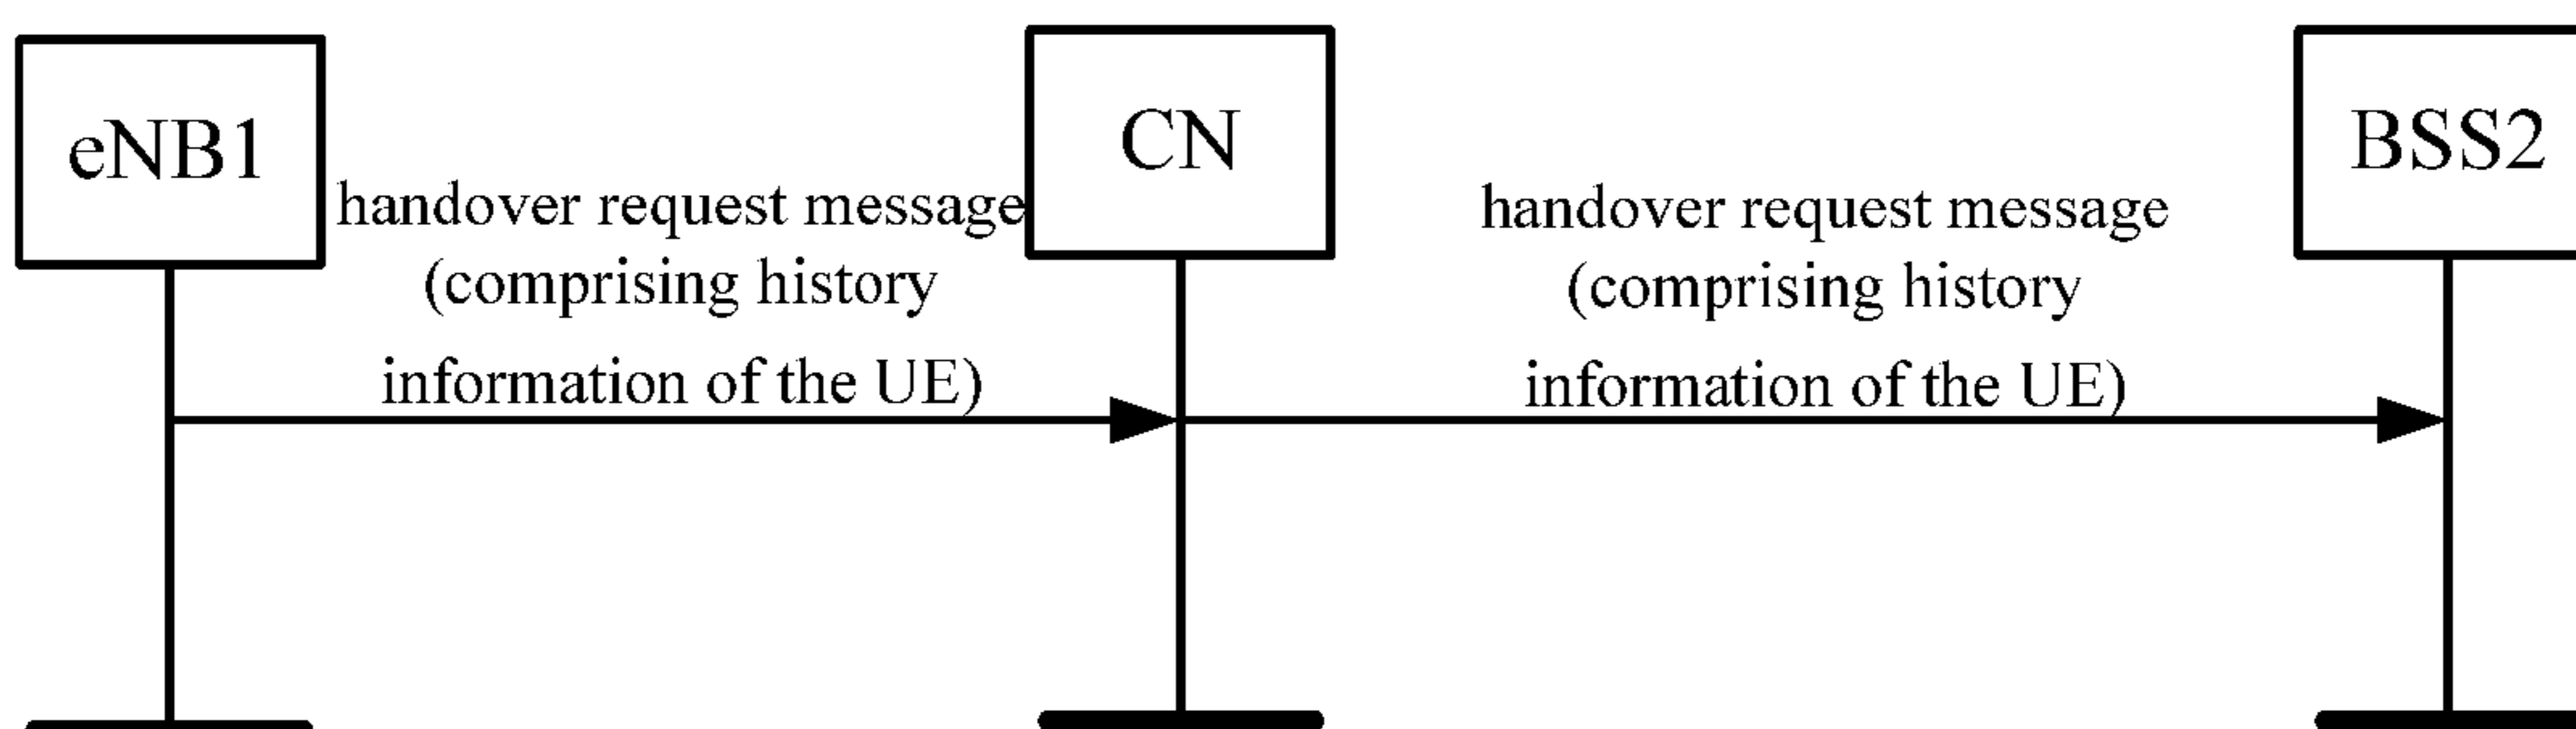 eNB1
CN
BSS2
handover request message
(comprising history
information of the UE)
handover request message
(comprising history
information of the UE)